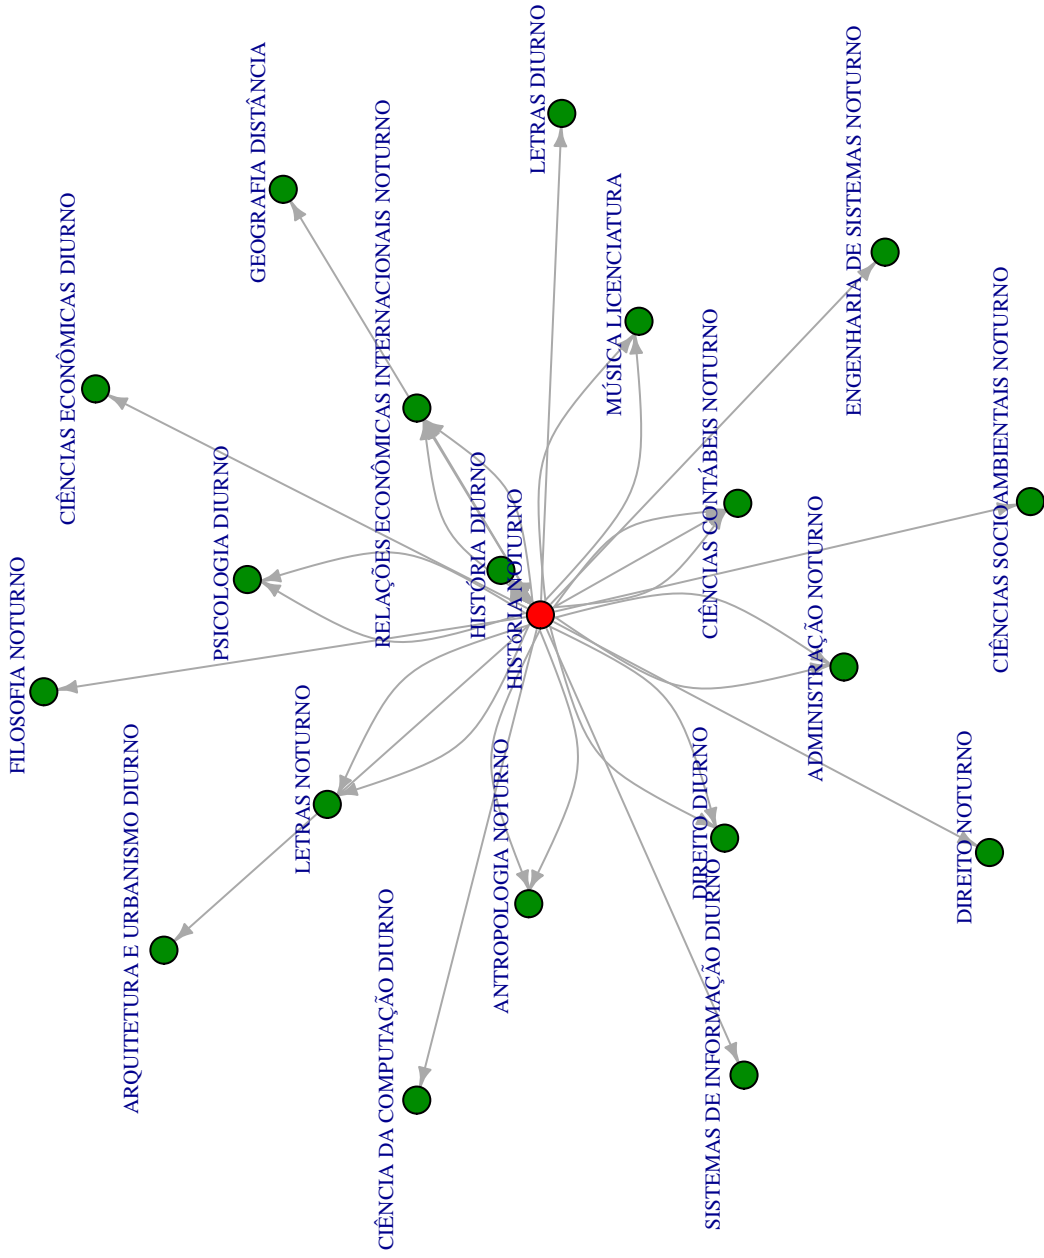 FILOSOFIA NOTURNO
CIÊNCIAS ECONÔMICAS DIURNO
ARQUITETURA E URBANISMO DIURNO
PSICOLOGIA DIURNO
GEOGRAFIA DISTÂNCIA
LETRAS NOTURNO
RELAÇÕES ECONÔMICAS INTERNACIONAIS NOTURNO
CIÊNCIA DA COMPUTAÇÃO DIURNO
HISTÓRIA DIURNO
ANTROPOLOGIA NOTURNO
HISTÓRIA NOTURNO
LETRAS DIURNO
MÚSICA LICENCIATURA
DIREITO DIURNO
CIÊNCIAS CONTÁBEIS NOTURNO
SISTEMAS DE INFORMAÇÃO DIURNO
ADMINISTRAÇÃO NOTURNO
ENGENHARIA DE SISTEMAS NOTURNO
DIREITO NOTURNO
CIÊNCIAS SOCIOAMBIENTAIS NOTURNO